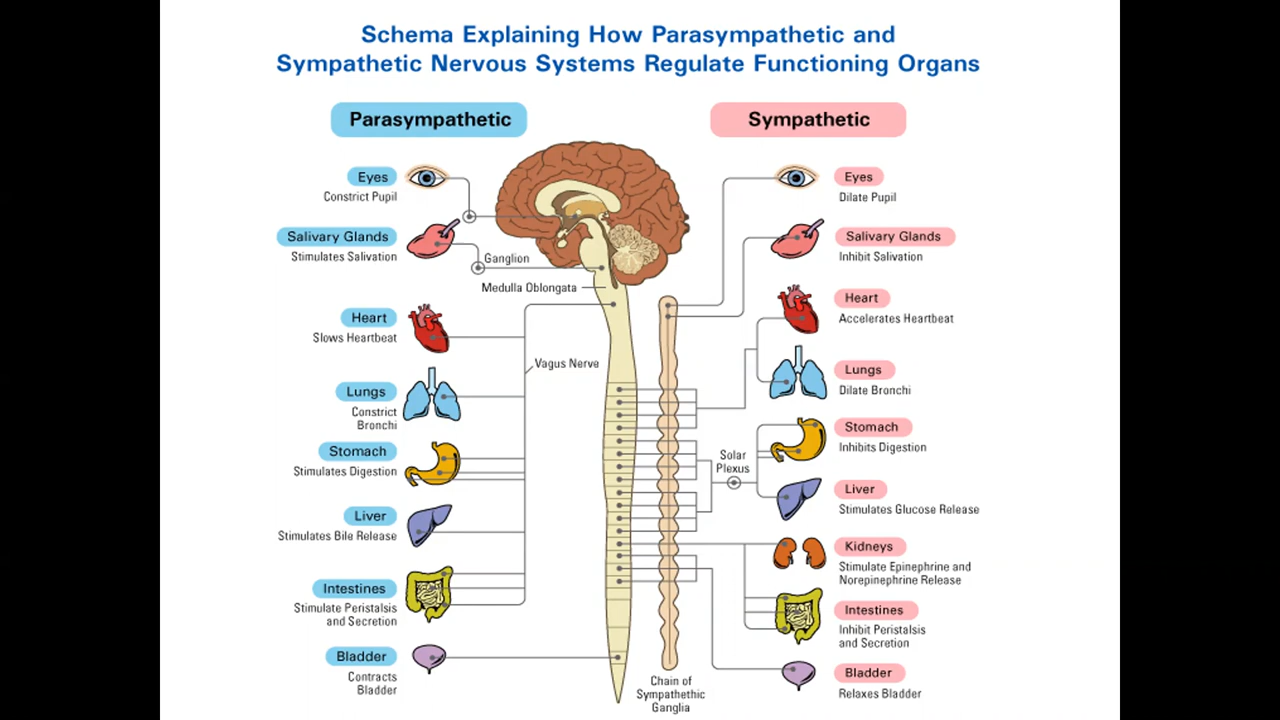 Schema Explaining How Parasympathetic and
Sympathetic Nervous Systems Regulate Functioning Organs
Parasympathetic
Eyes
Constrict Pupil
Salivary Glands
Stimulates Salivation
Heart
Slows Heartbeat
Lungs
Constrict
Bronchi
Stomach
Stimulates Digestion
Liver
Stimulates Bile Release
Intestines
Stimulate Peristalsis
and Secretion
Bladder
Contracts
Bladder
Ganglion
Medulla Oblongata
Vagus Nerve
Solar
Plexus
Chain of
Sympathethic
Ganglia
Sympathetic
Eyes
Dilate Pupil
Salivary Glands
Inhibit Salivation
Heart
Accelerates Heartbeat
Lungs
Dilate Bronchi
Stomach
Inhibits Digestion
Liver
Stimulates Glucose Release
Kidneys
Stimulate Epinephrine and
Norepinephrine Release
Intestines
Inhibit Peristalsis
and Secretion
Bladder
Relaxes Bladder